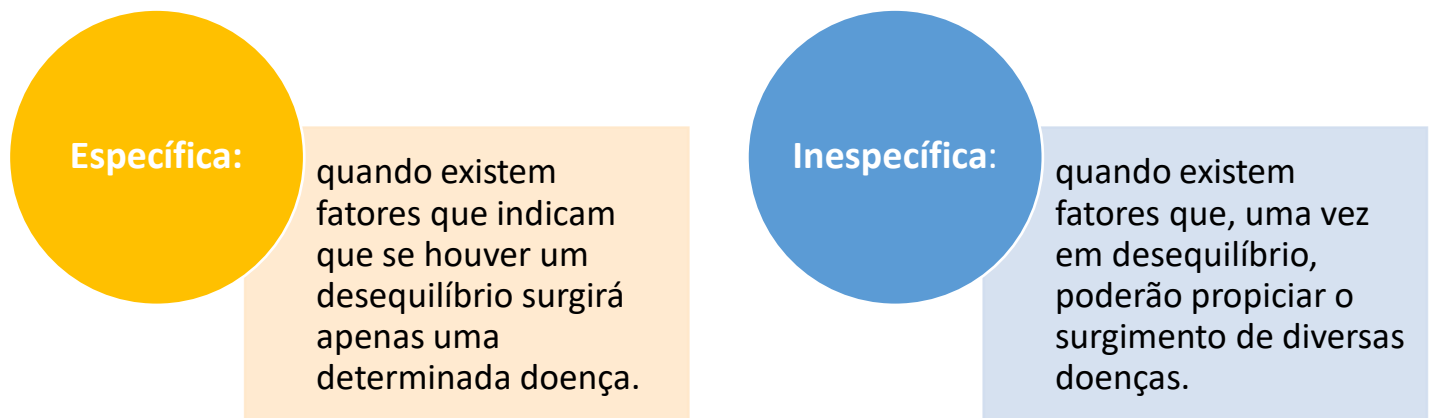 Específica:
quando existem
fatores que indicam
que se houver um
desequilíbrio surgirá
apenas uma
determinada doença.
Inespecífica:
quando existem
fatores que, uma vez
em desequilíbrio,
poderão propiciar o
surgimento de diversas
doenças.